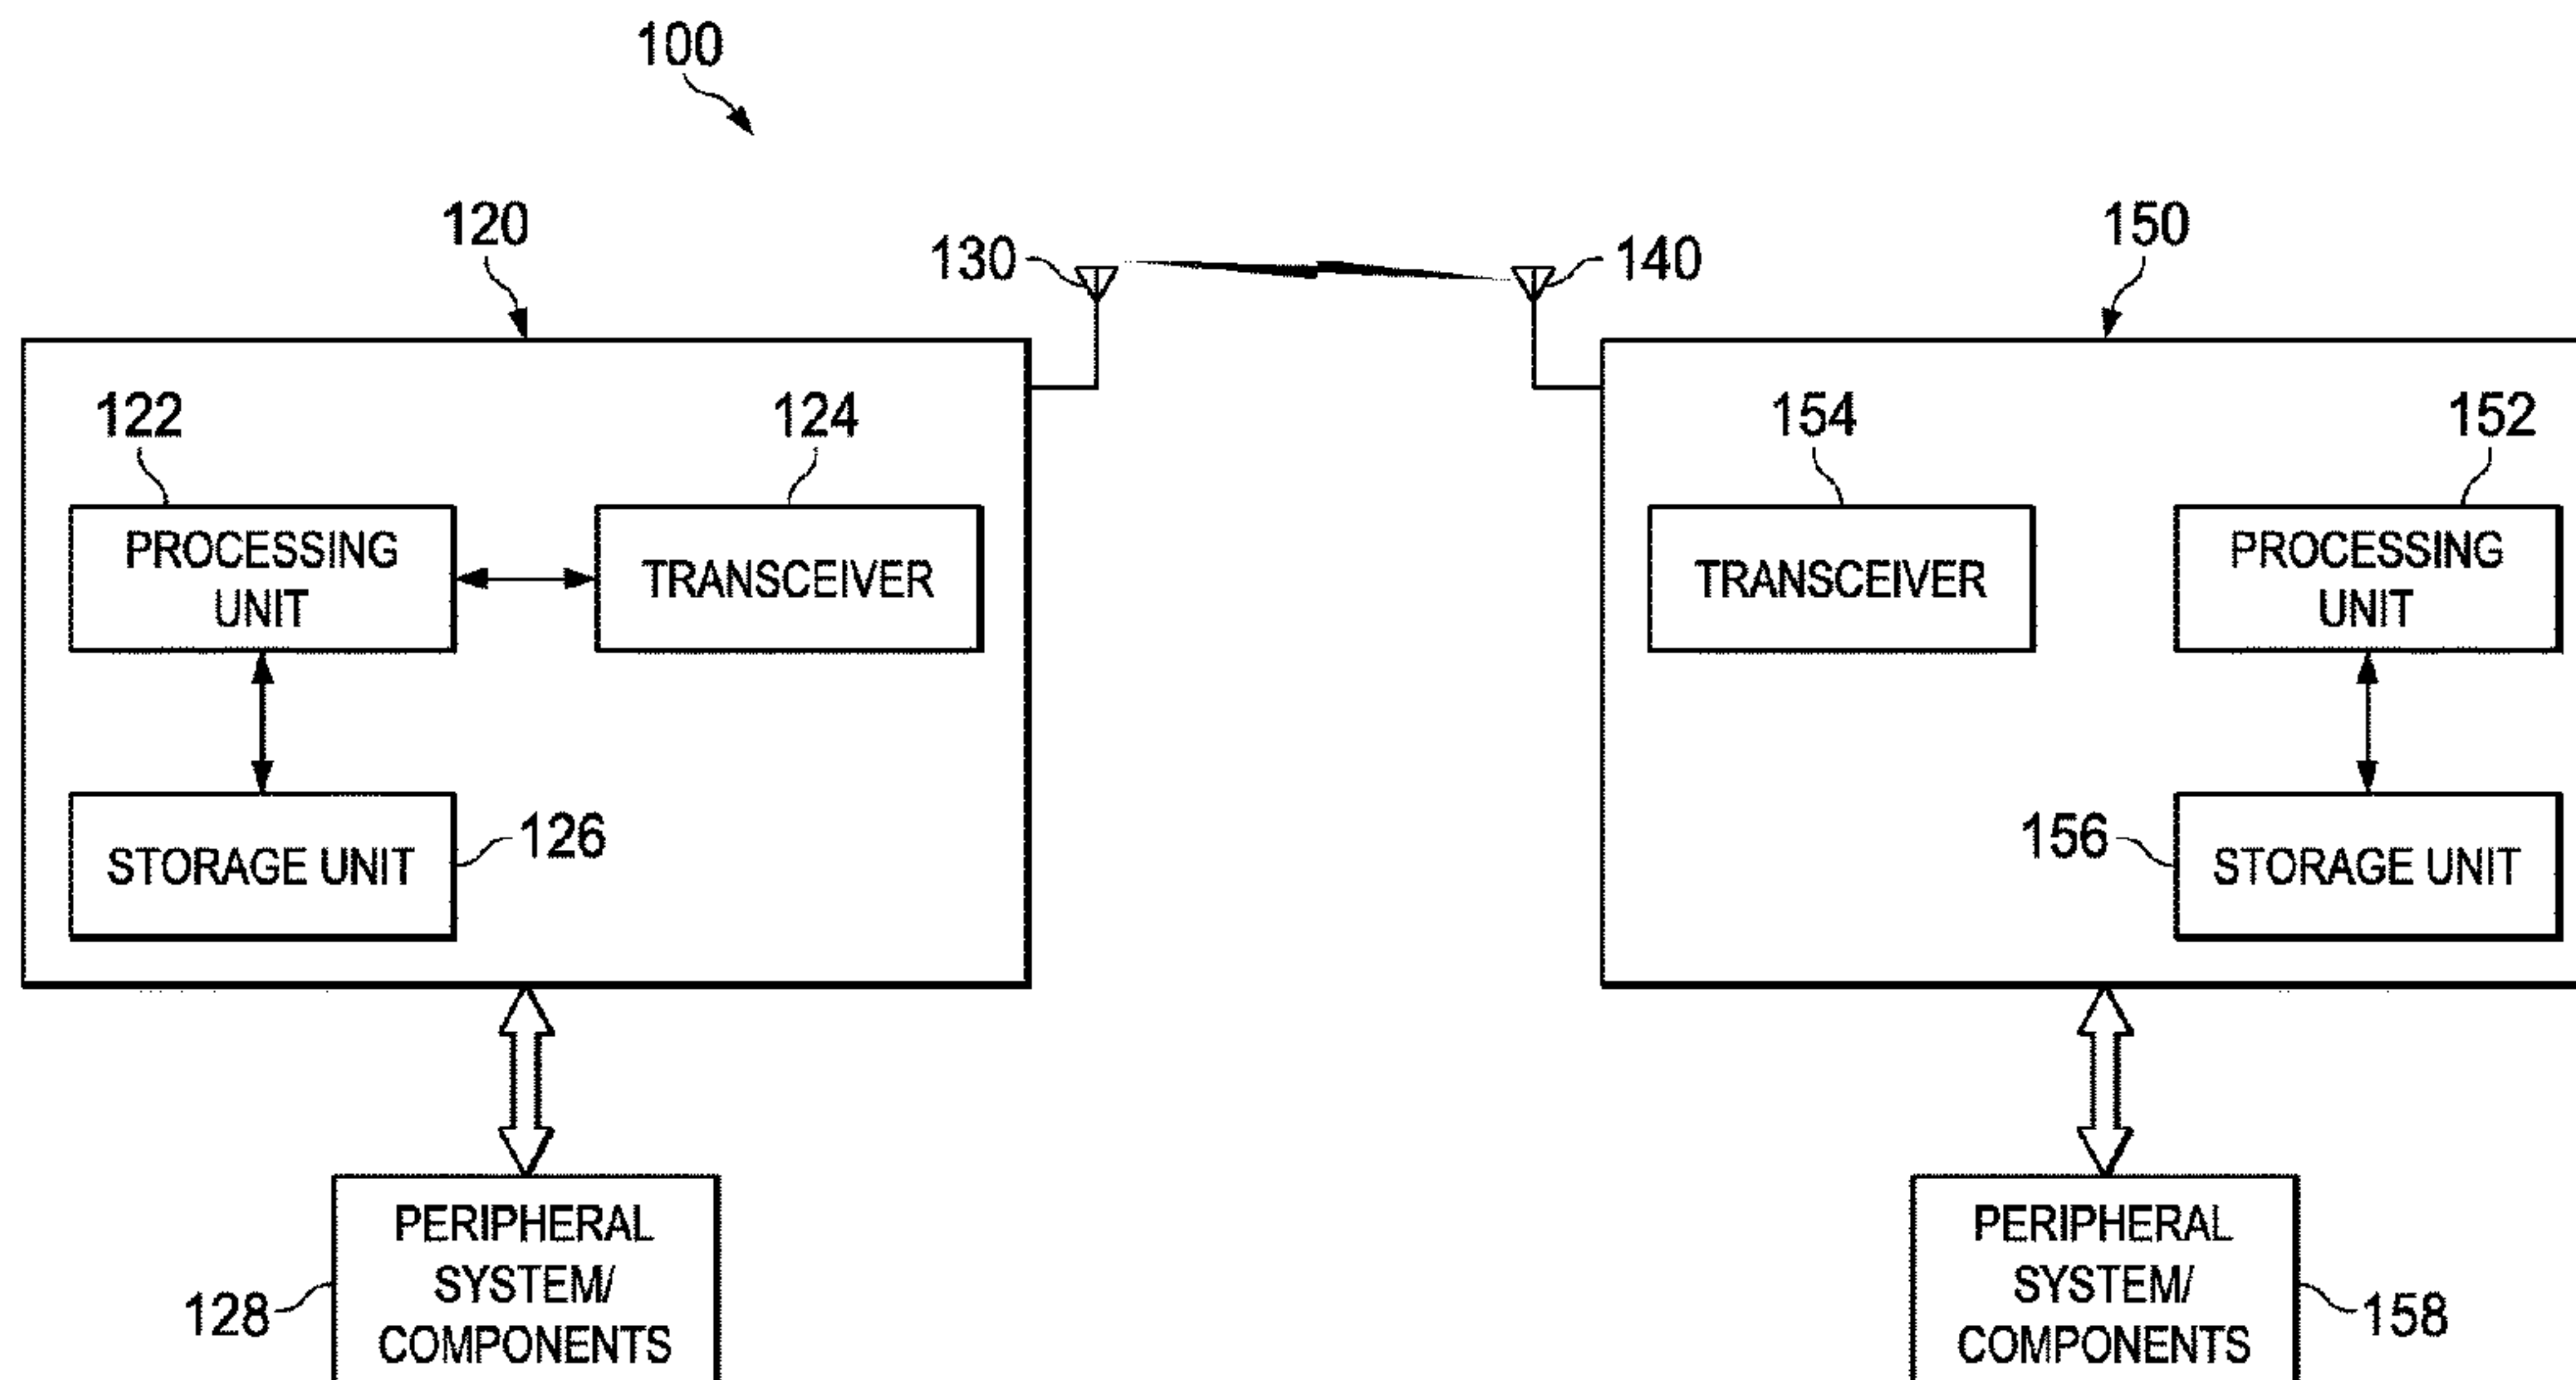 100
120
130
140
150
122
124
154
152
PROCESSING
UNIT
TRANSCEIVER
TRANSCEIVER
PROCESSING
UNIT
STORAGE UNIT
126
156
STORAGE UNIT
PERIPHERAL
SYSTEM/
COMPONENTS
128
PERIPHERAL
SYSTEM/
COMPONENTS
158